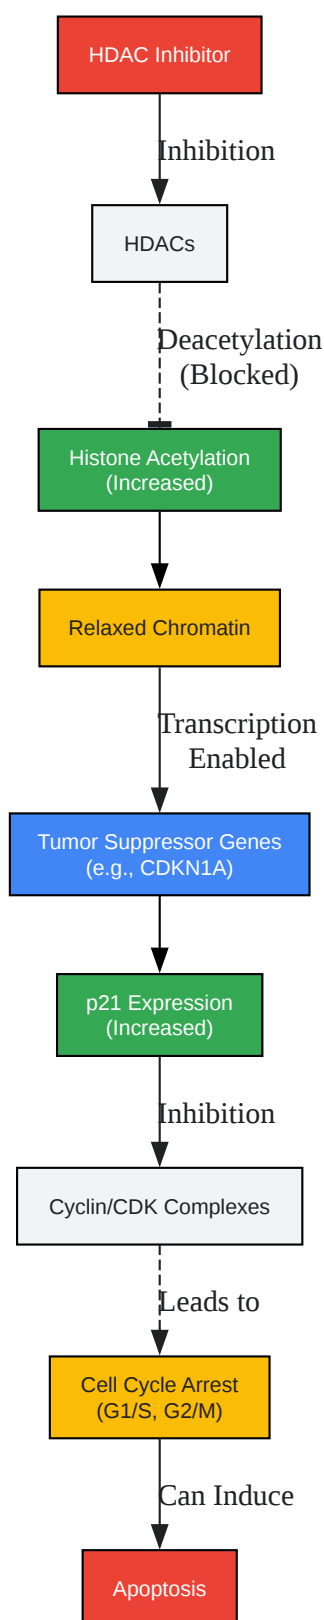 HDAC Inhibitor
Inhibition
HDACs
Deacetylation
(Blocked)
Histone Acetylation
(Increased)
Relaxed Chromatin
Transcription
Enabled
Tumor Suppressor Genes
(e.g., CDKN1A)
p21 Expression
(Increased)
Inhibition
Cyclin/CDK Complexes
Leads to
Cell Cycle Arrest
(G1/S, G2/M)
Can Induce
Apoptosis